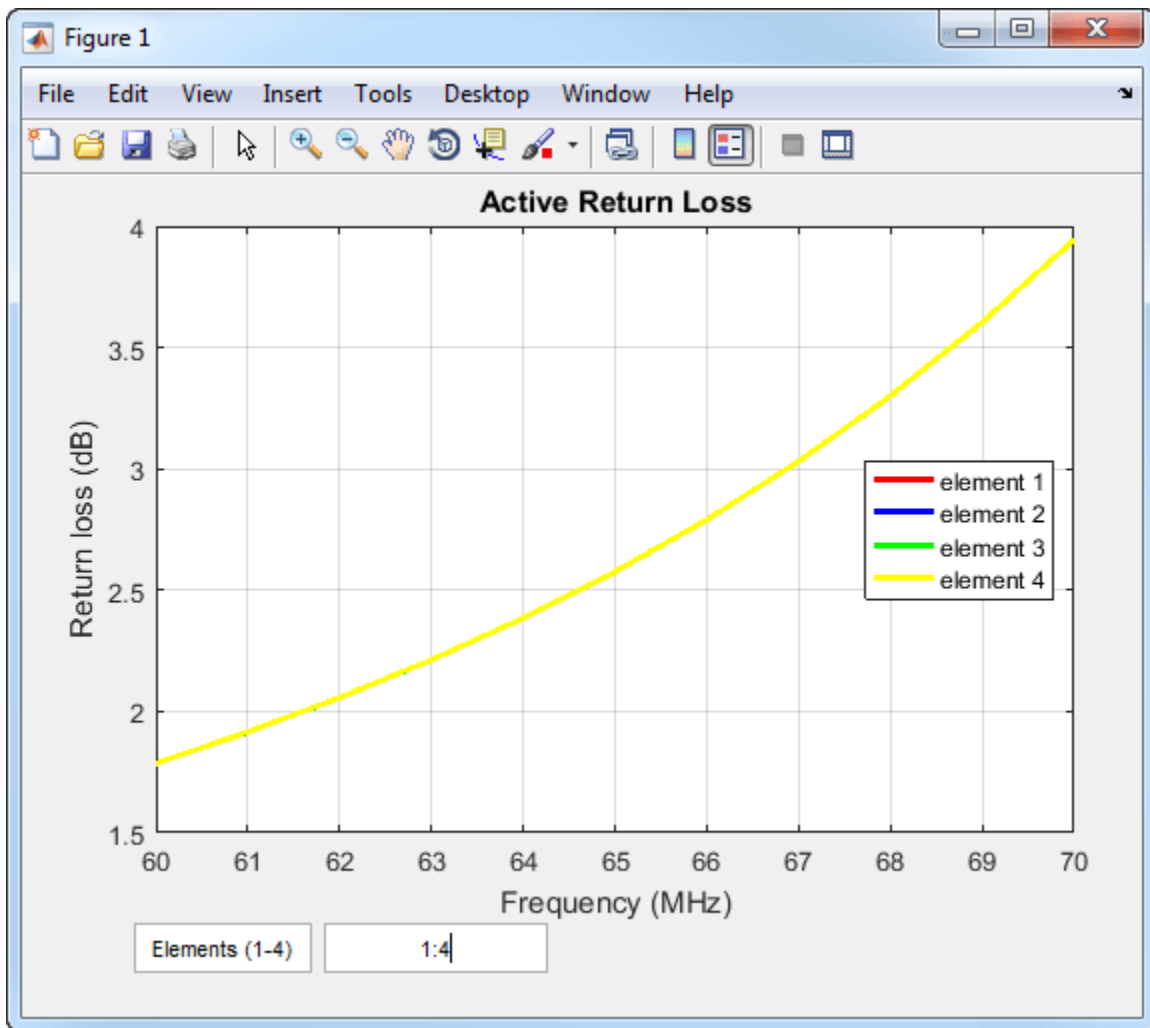 Figure 1
File Edit View Insert Tools Desktop Window Help
Active Return Loss
4
3.5
3
2.5
2
1.5
Return loss (dB)
element 1
element 2
element 3
element 4
60 61 62 63 64 65 66 67 68 69 70
Frequency (MHz)
Elements (1-4) 1:4